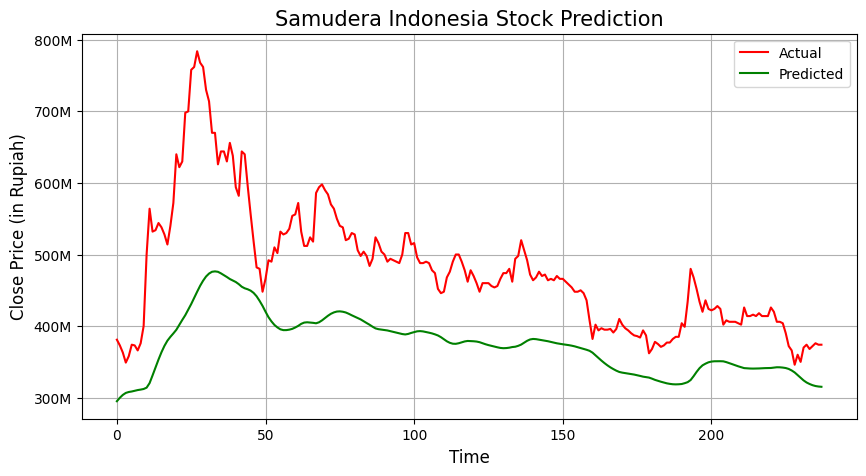 Samudera Indonesia Stock Prediction
Close Price (in Rupiah)
800M
700M
600M
500M
400M
300M
Actual
Predicted
0
50
100
150
200
Time